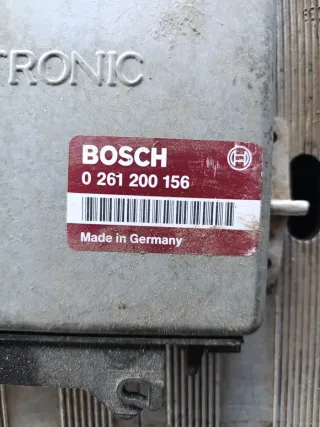 TRONIC
BOSCH
0 261 200 156
Made in Germany